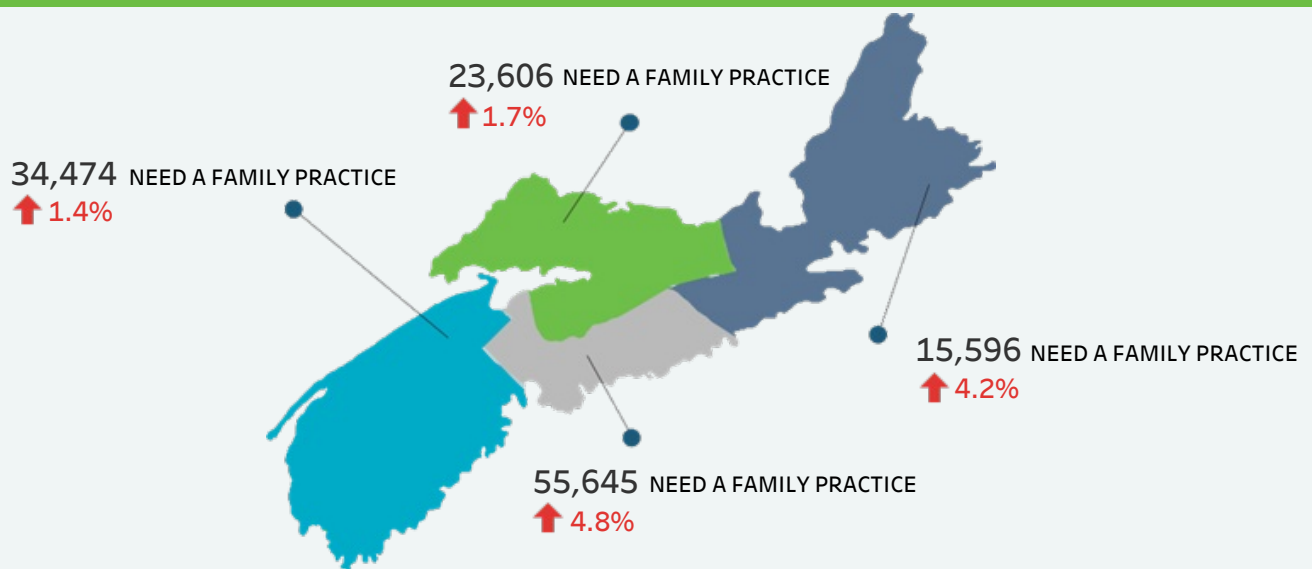 23,606 NEED A FAMILY PRACTICE
1.7%
34,474 NEED A FAMILY PRACTICE
1.4%
15,596 NEED A FAMILY PRACTICE
4.2%
55,645 NEED A FAMILY PRACTICE
4.8%